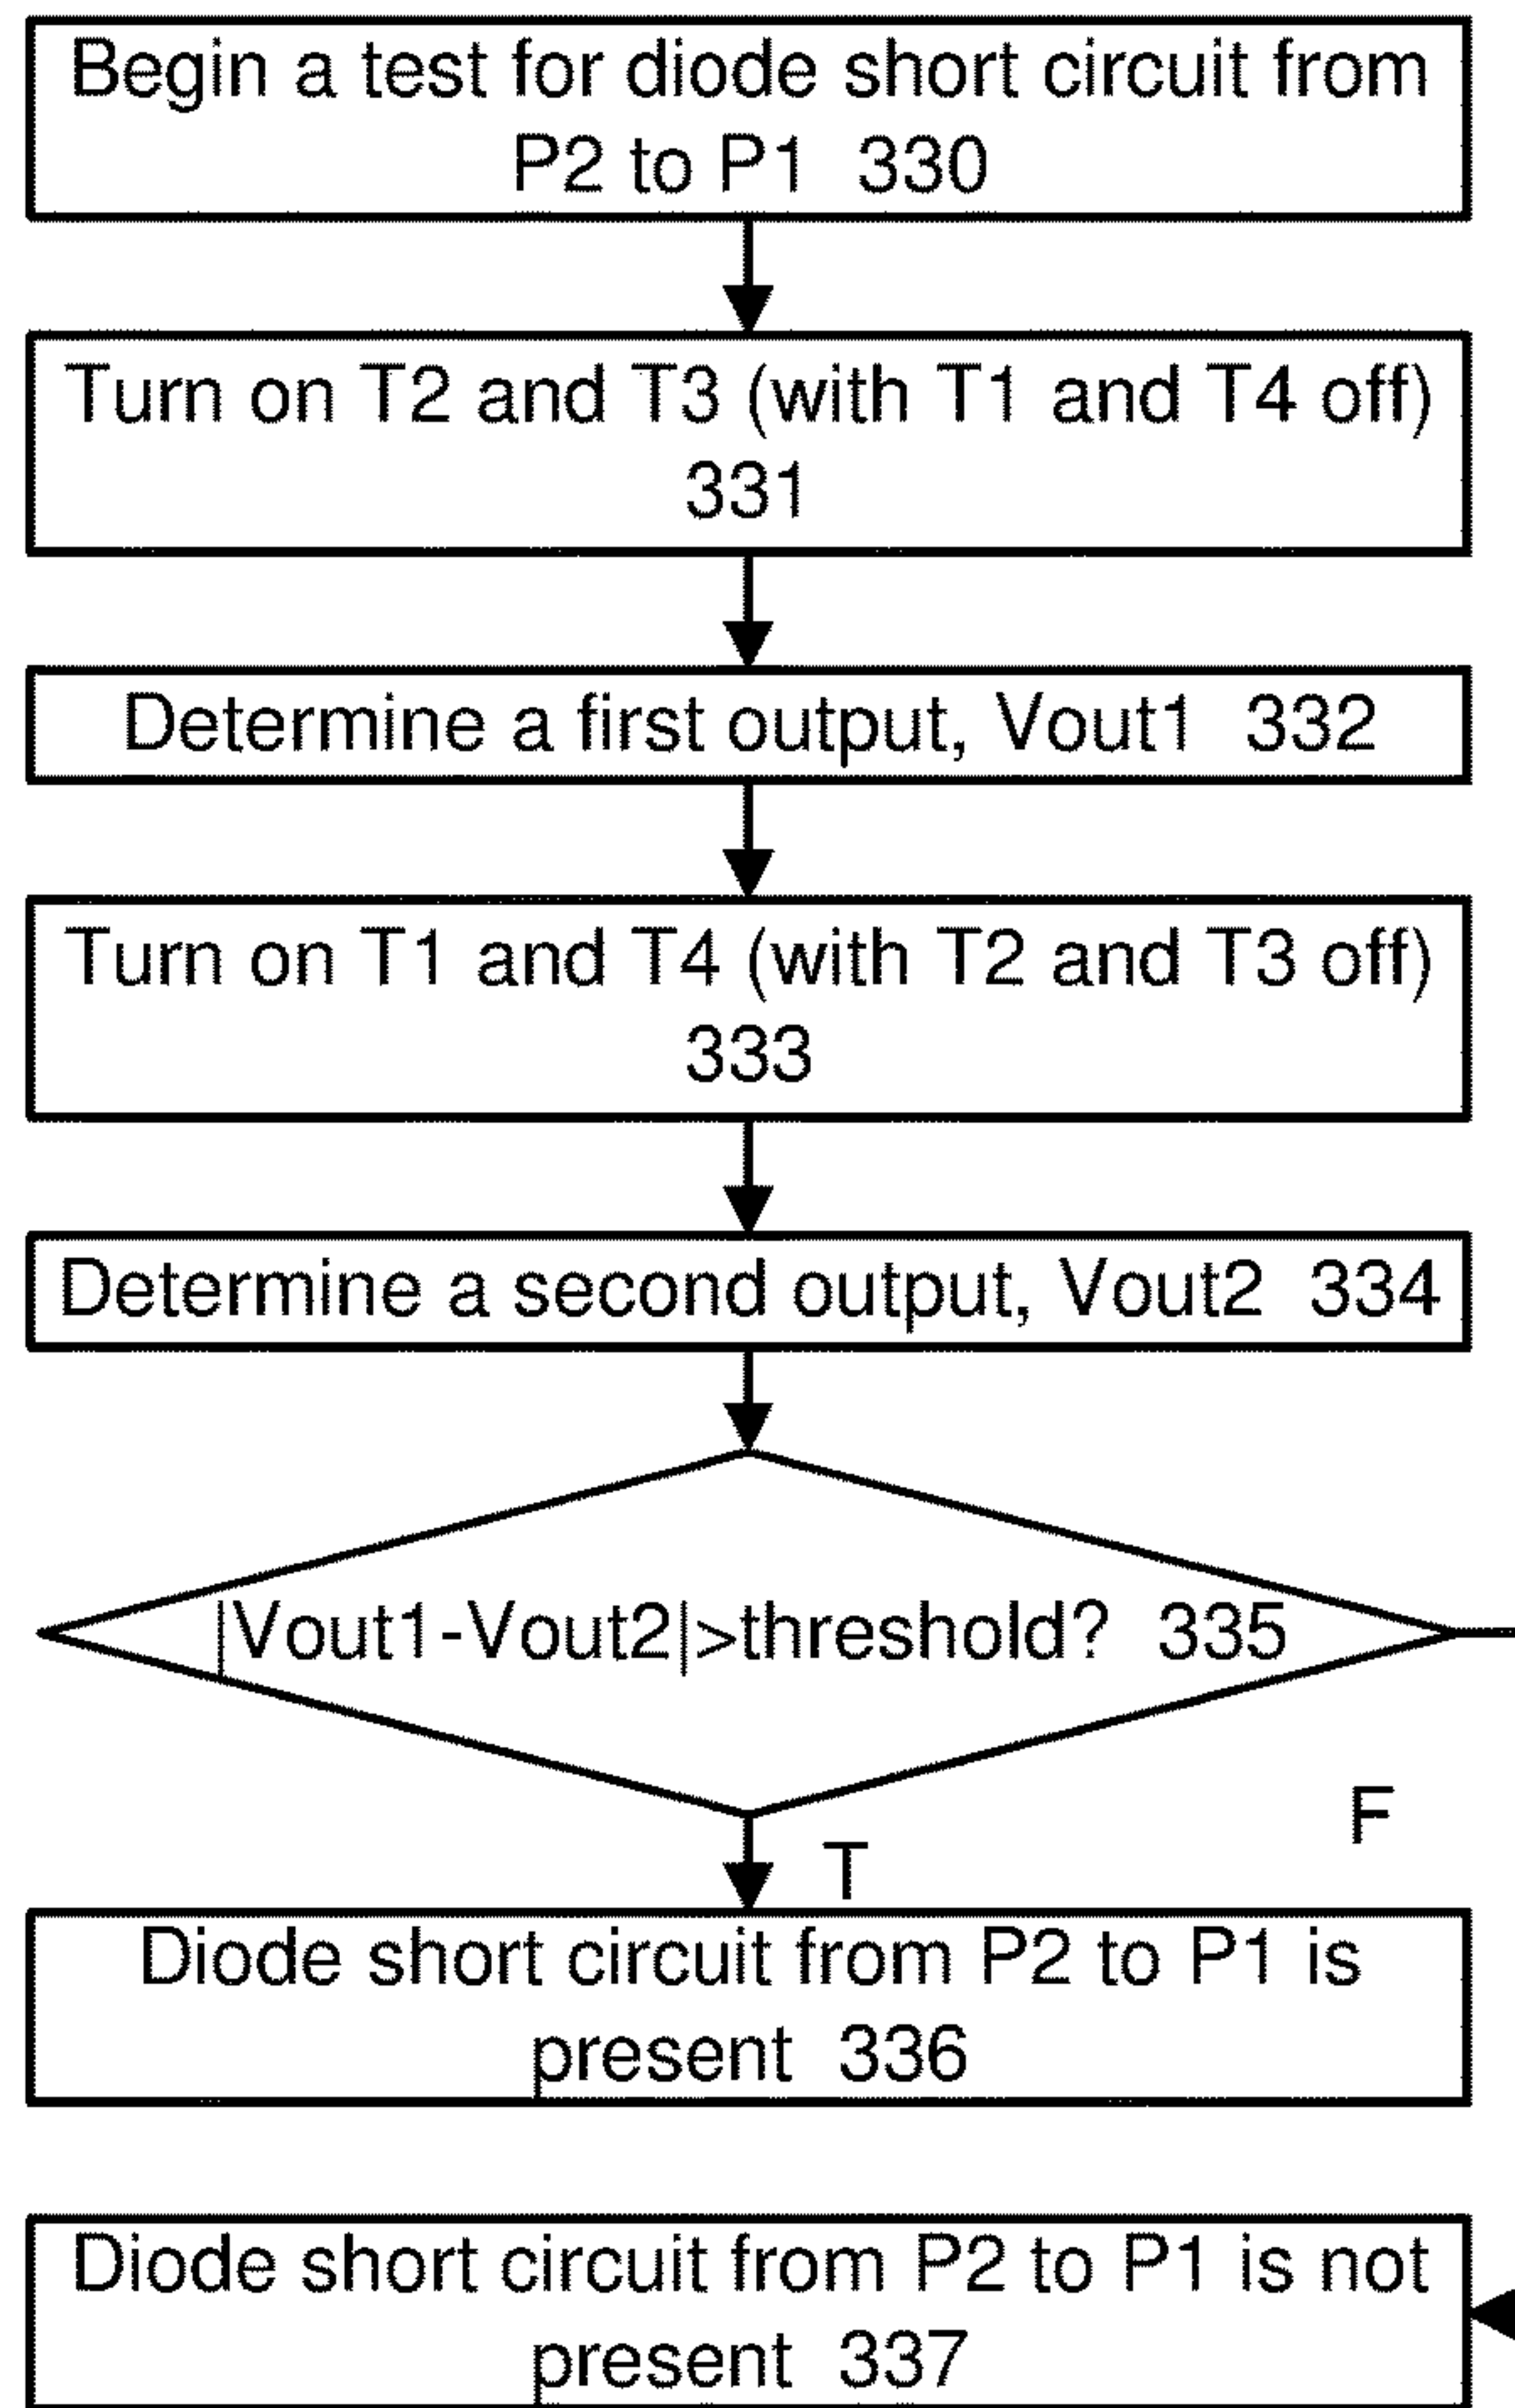 Begin a test for diode short circuit from
P2 to P1 330
Turn on T2 and T3 (with T1 and T4 off)
331
Determine a first output, Vout1 332
Turn on T1 and T4 (with T2 and T3 off)
333
Determine a second output, Vout2 334
|Vout1-Vout2|>threshold? 335
F
T
Diode short circuit from P2 to P1 is
present 336
Diode short circuit from P2 to P1 is not
present 337